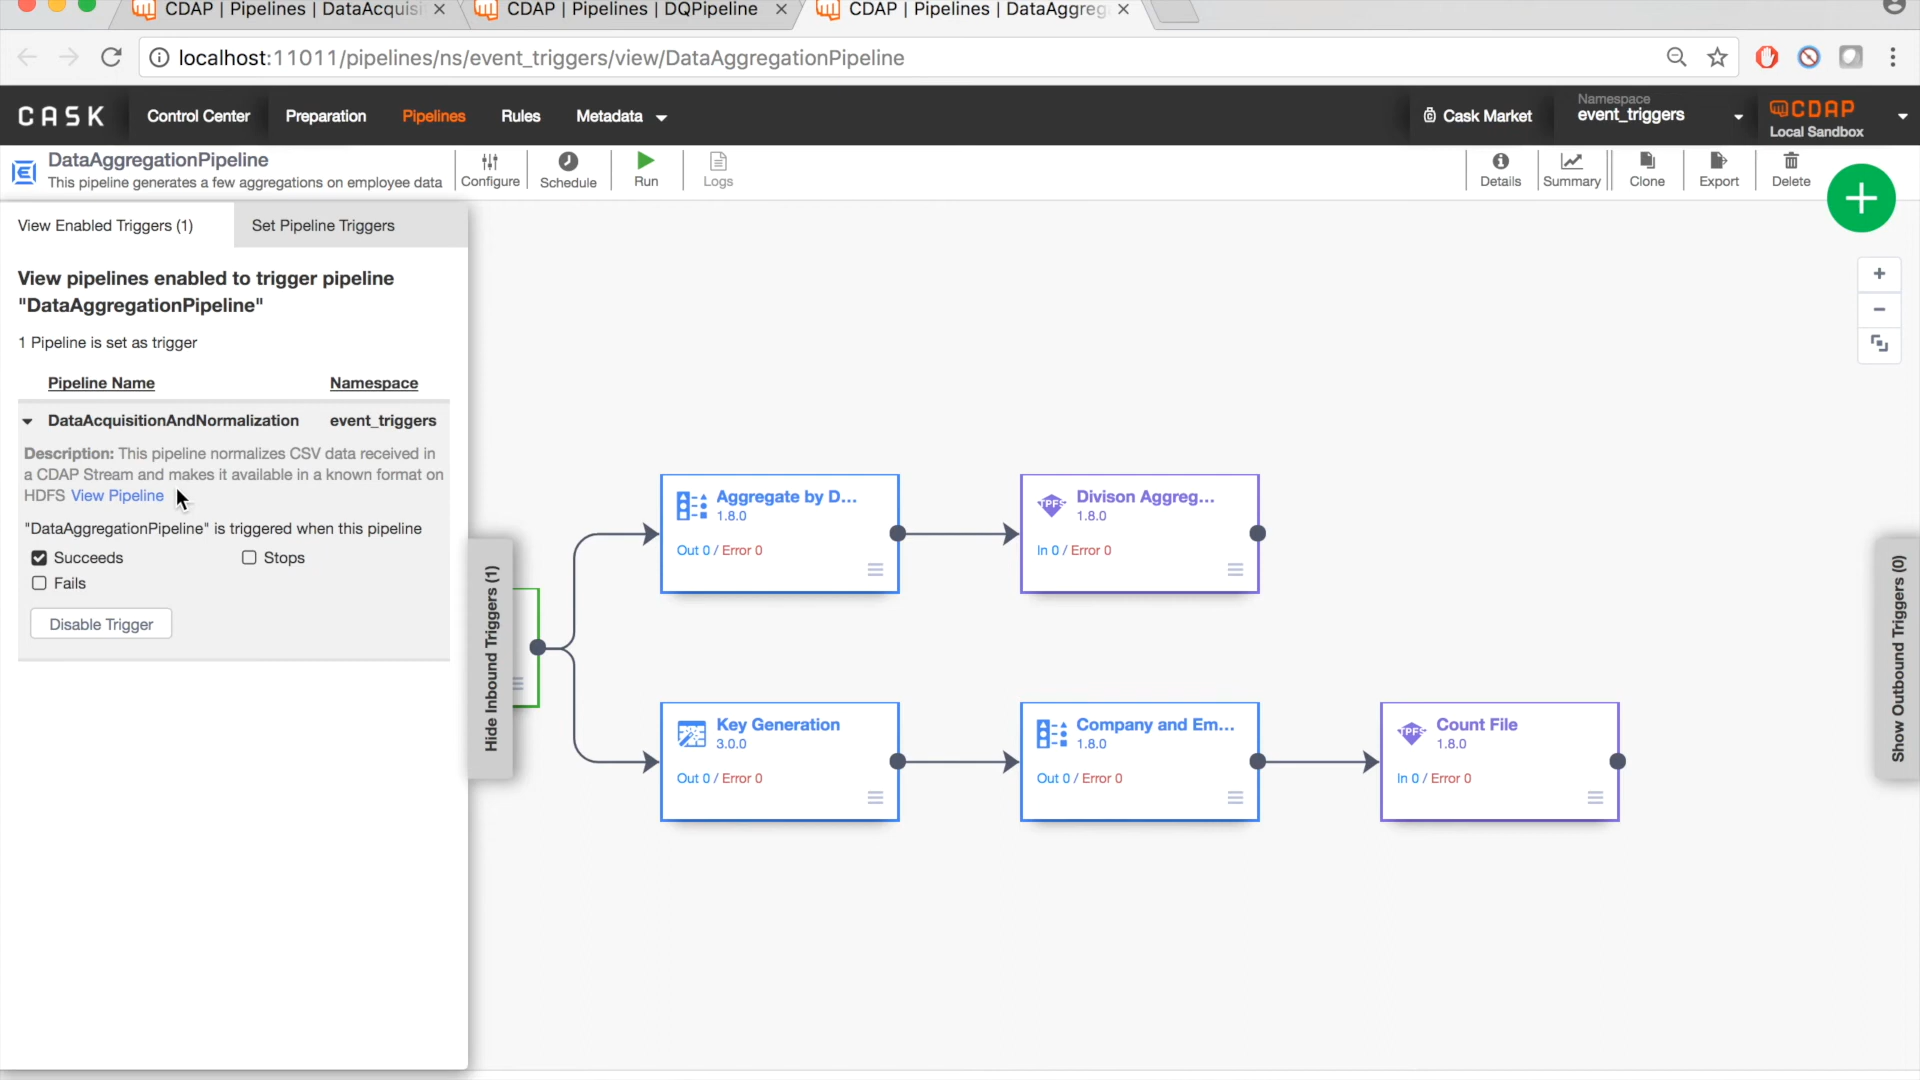 CDAP | Pipelines | DataAcquisi
CDAP | Pipelines | DQPipeline
CDAP | Pipelines | DataAggreg
localhost:11011/pipelines/ns/event_triggers/view/DataAggregationPipeline
CASK
Control Center
Preparation
Pipelines
Rules
Metadata
Cask Market
Namespace
event_triggers
CDAP
Local Sandbox
DataAggregationPipeline
This pipeline generates a few aggregations on employee data
Configure
Schedule
Run
Logs
Details
Summary
Clone
Export
Delete
View Enabled Triggers (1)
Set Pipeline Triggers
View pipelines enabled to trigger pipeline
"DataAggregationPipeline"
1 Pipeline is set as trigger
Pipeline Name
Namespace
DataAcquisitionAndNormalization
event_triggers
Description: This pipeline normalizes CSV data received in
a CDAP Stream and makes it available in a known format on
HDFS View Pipeline
"DataAggregationPipeline" is triggered when this pipeline
Succeeds
Stops
Fails
Disable Trigger
Hide Inbound Triggers (1)
Aggregate by D...
1.8.0
Out 0 / Error 0
TPFS
Divison Aggreg...
1.8.0
In 0 / Error 0
Key Generation
3.0.0
Out 0 / Error 0
Company and Em...
1.8.0
Out 0 / Error 0
TPFS
Count File
1.8.0
In 0 / Error 0
Show Outbound Triggers (0)